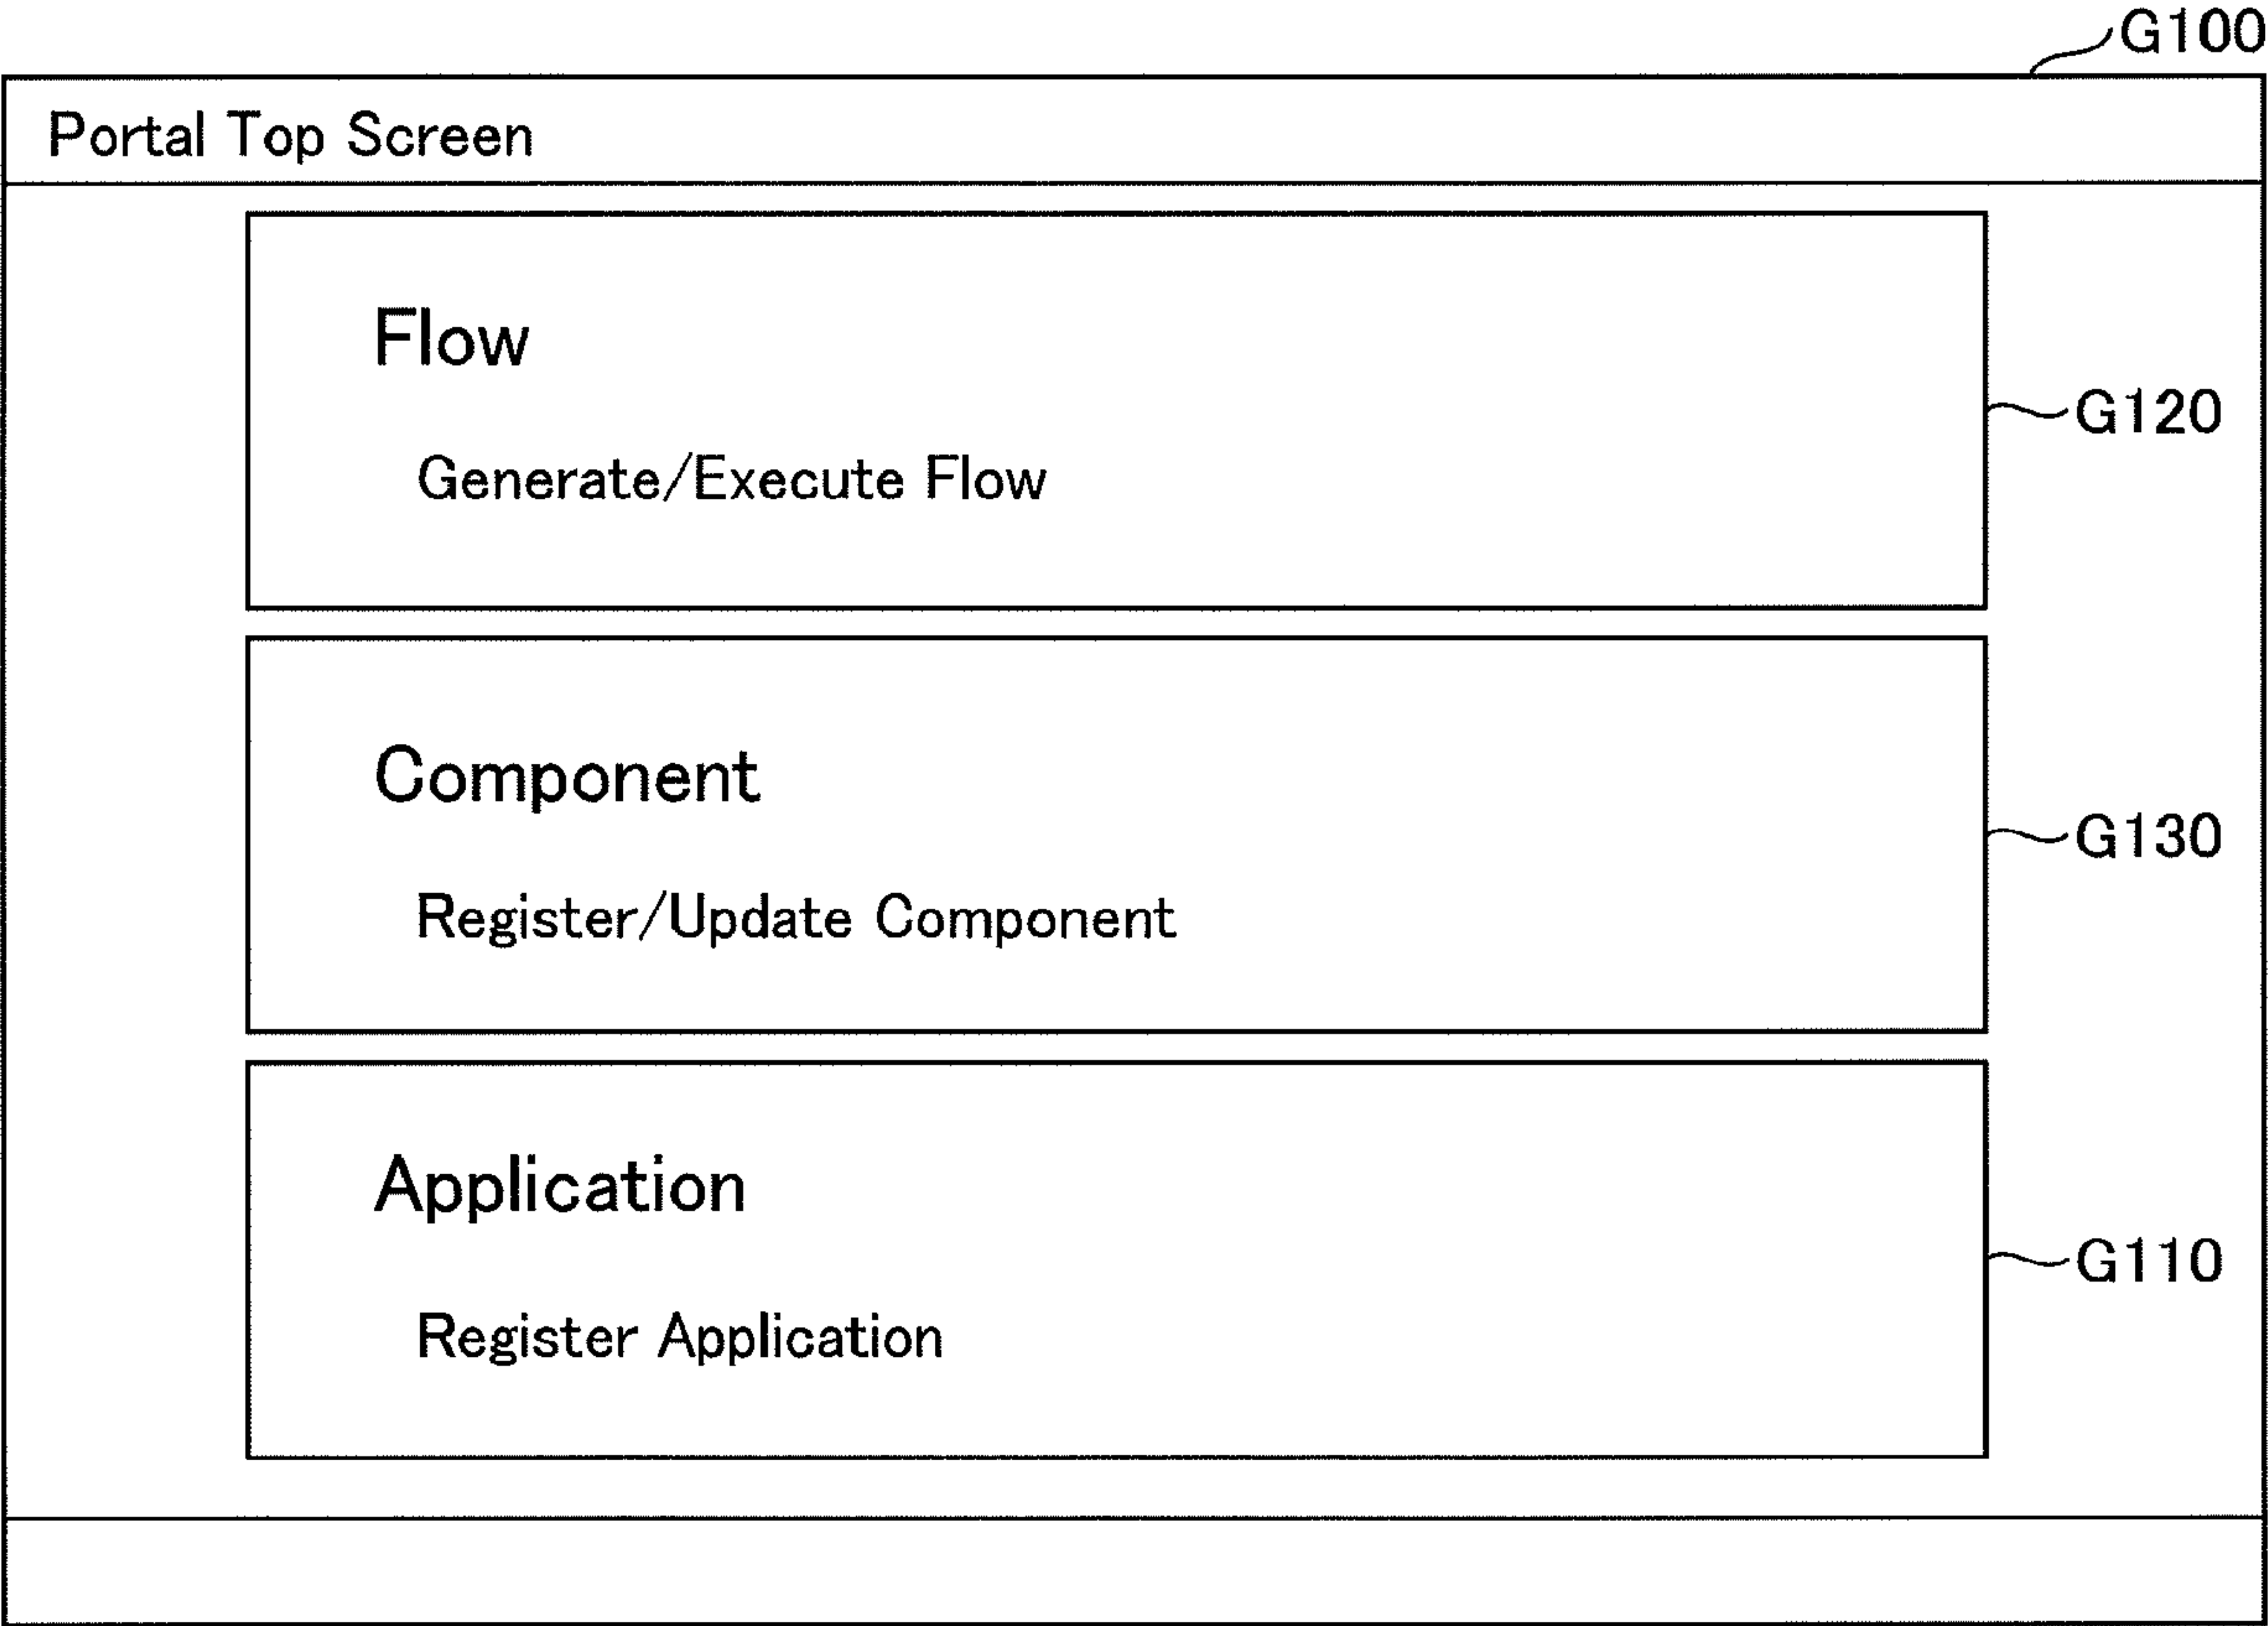 G100
Portal Top Screen
Flow
G120
Generate/Execute Flow
Component
G130
Register/Update Component
Application
G110
Register Application